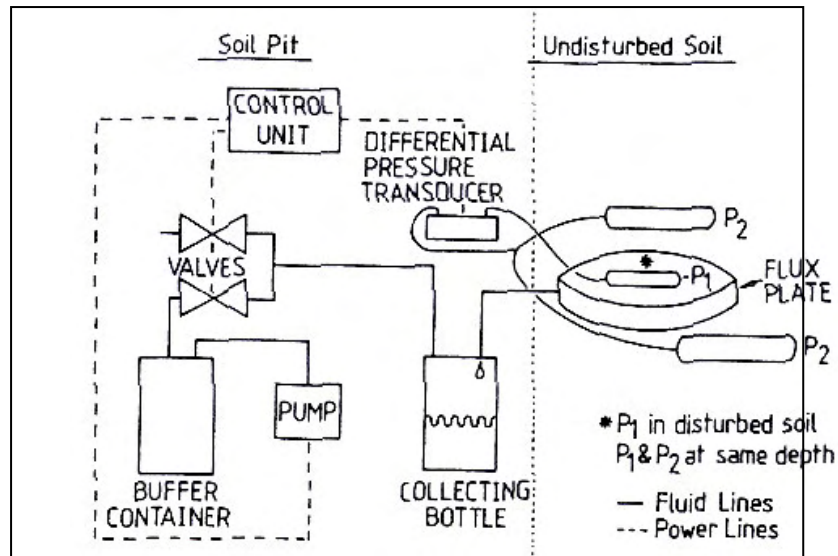 Soil Pit
Undisturbed Soil
CONTROL
UNIT
DIFFERENTIAL
PRESSURE
TRANSDUCER
P2
VALVES
*
P1
FLUX
PLATE
P2
PUMP
BUFFER
CONTAINER
COLLECTING
BOTTLE
* P1 in disturbed soil
P1 & P2 at same depth
Fluid Lines
Power Lines